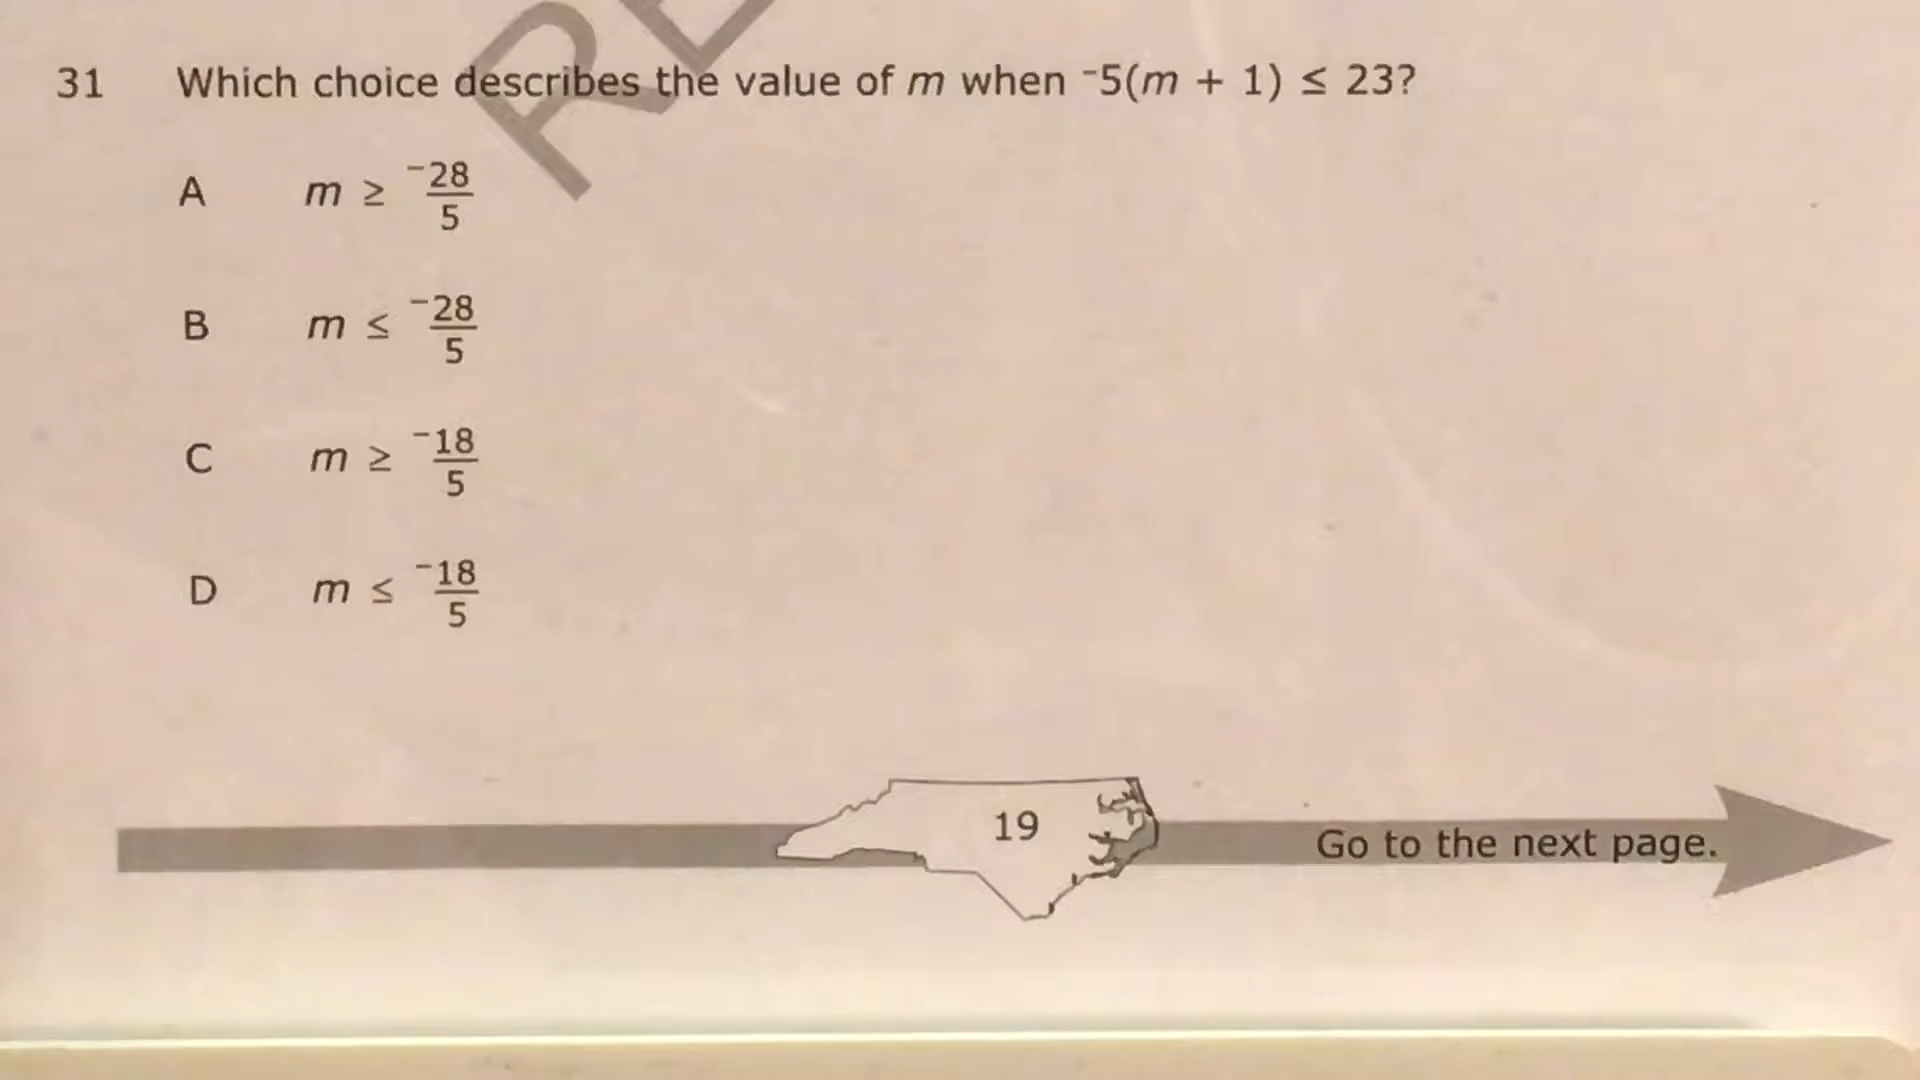 RE
31 Which choice describes the value of m when ⁻5(m + 1) ≤ 23?
A m ≥ ⁻28/5
B m ≤ ⁻28/5
C m ≥ ⁻18/5
D m ≤ ⁻18/5
19
Go to the next page.